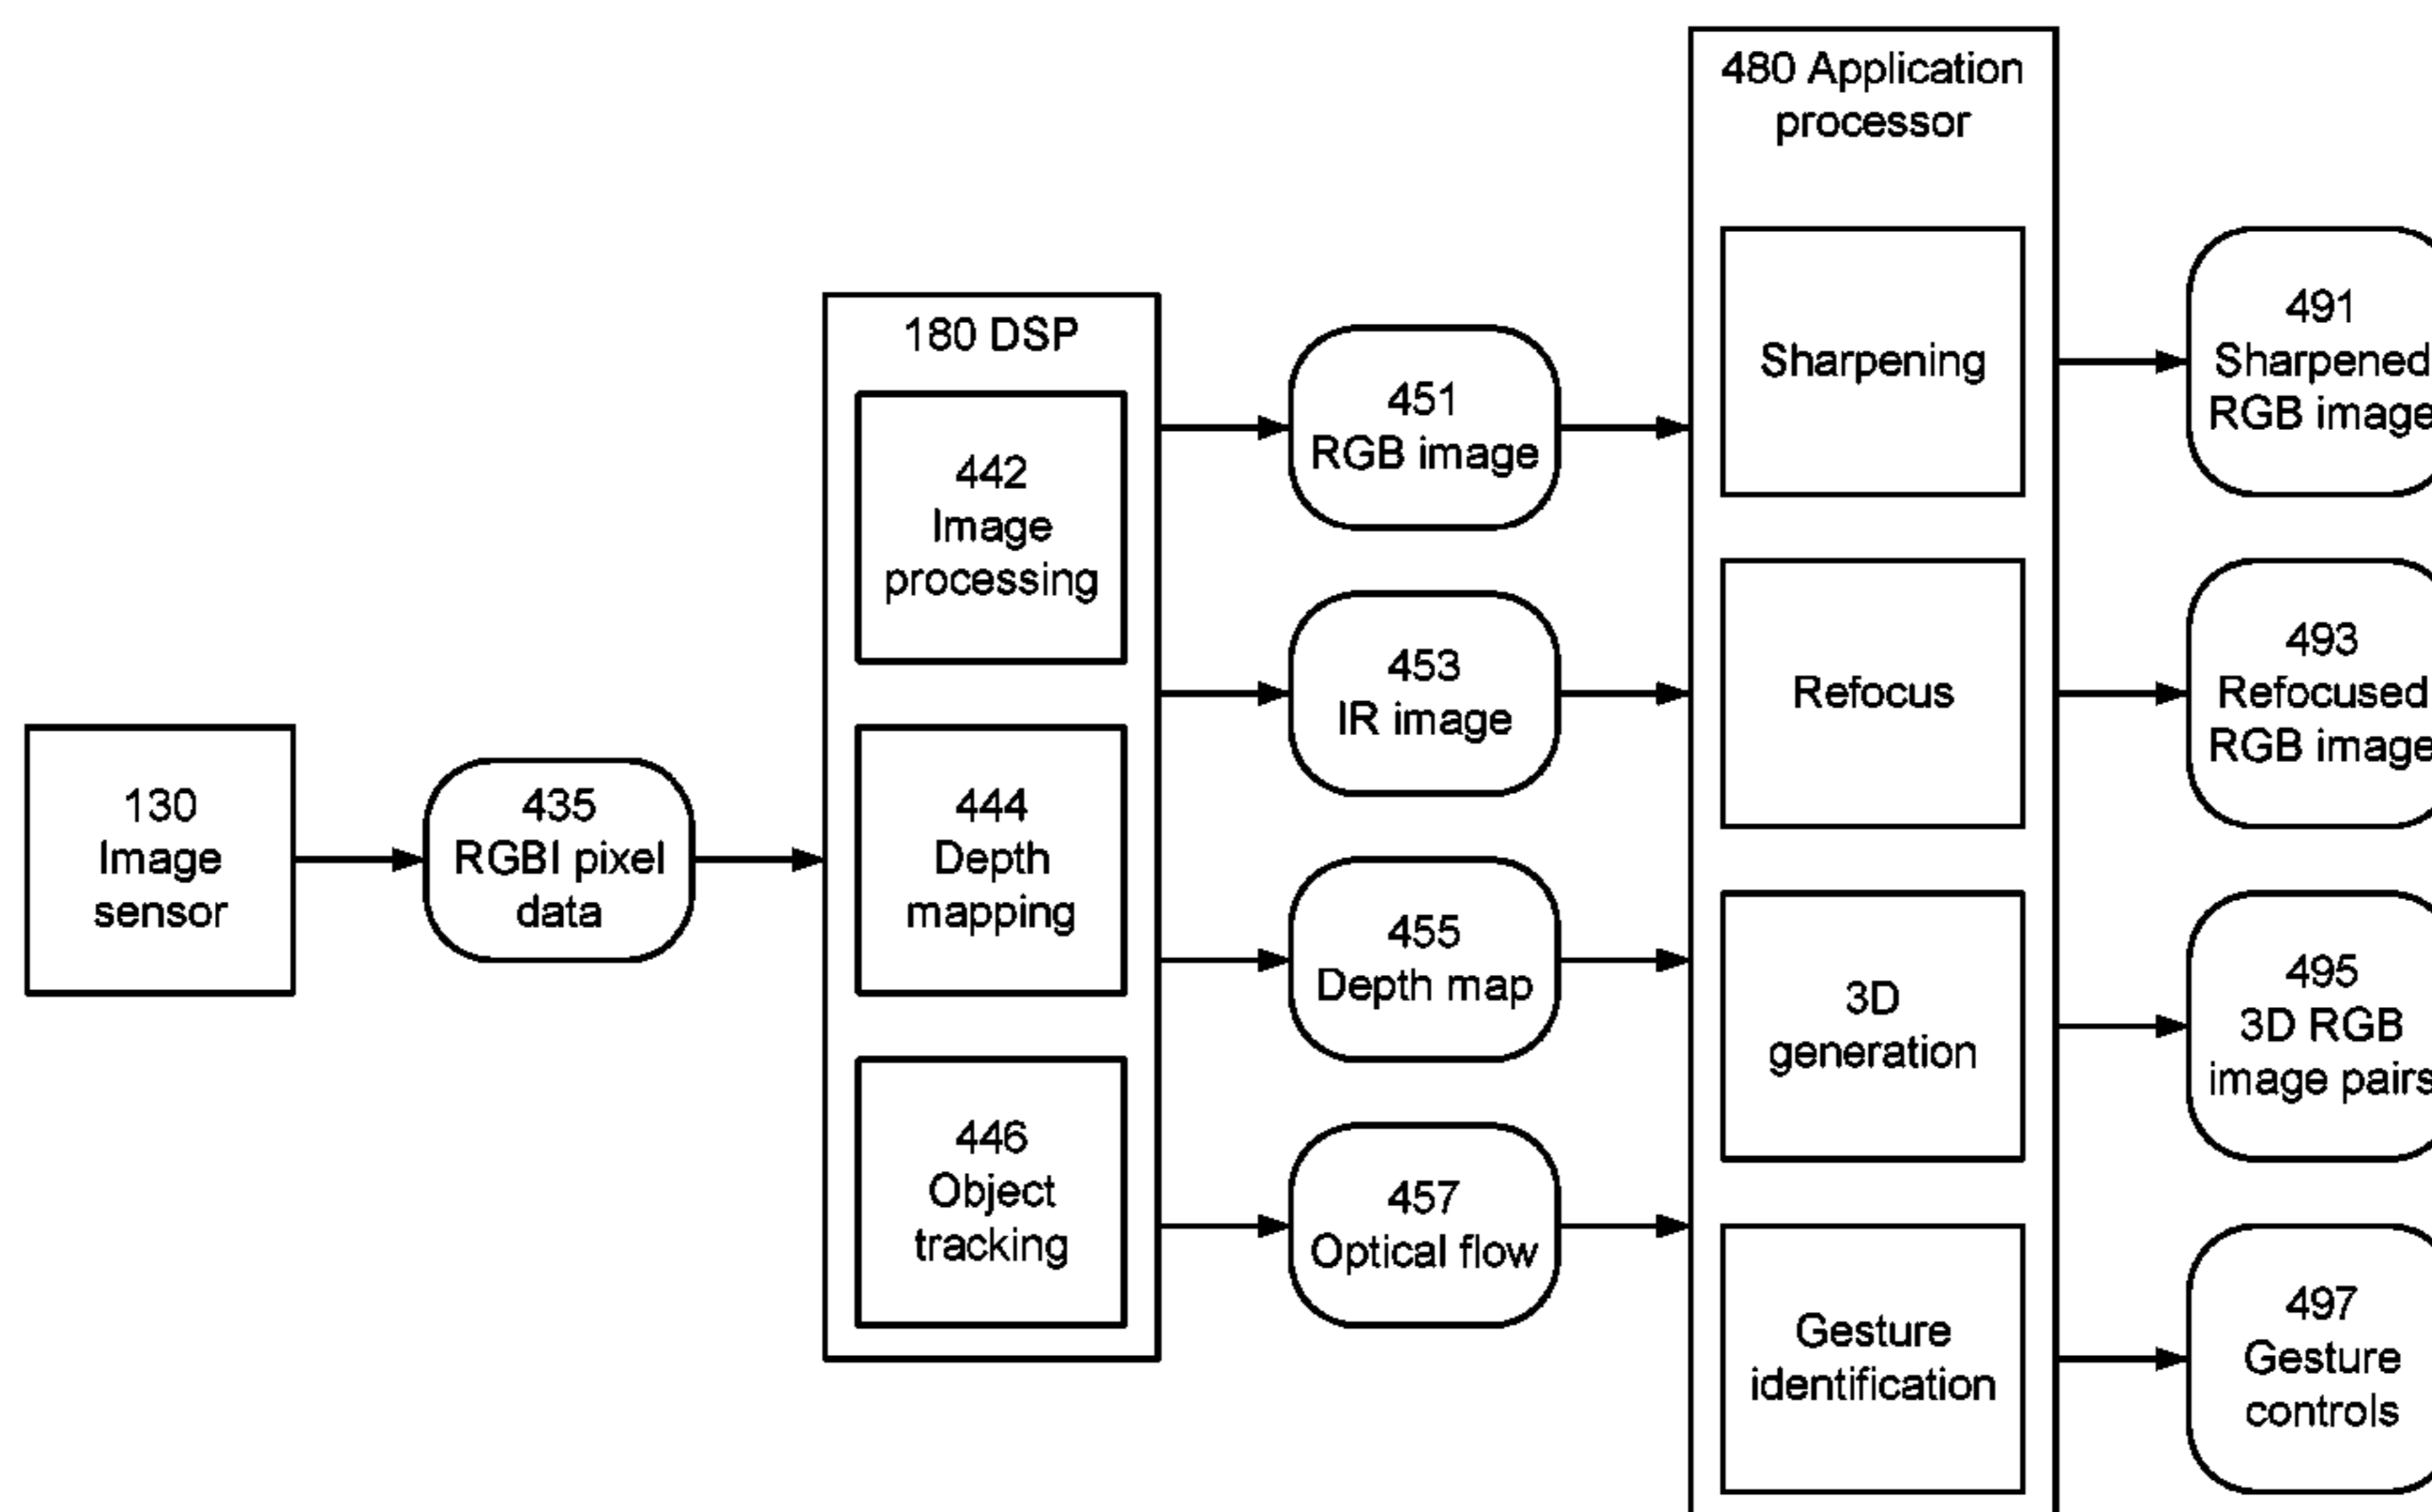 130
Image
sensor
435
RGBI pixel
data
180 DSP
442
Image
processing
444
Depth
mapping
446
Object
tracking
451
RGB image
453
IR image
455
Depth map
457
Optical flow
480 Application
processor
Sharpening
Refocus
3D
generation
Gesture
identification
491
Sharpened
RGB image
493
Refocused
RGB image
495
3D RGB
image pairs
497
Gesture
controls